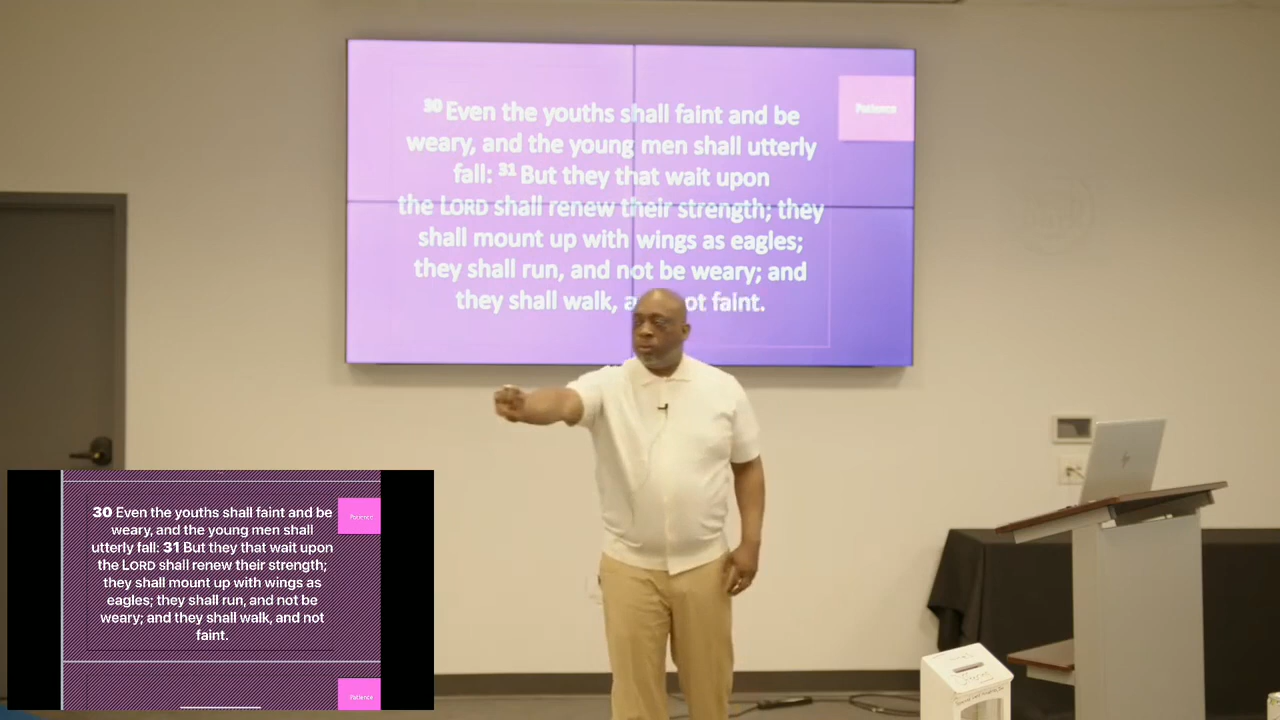 30 Even the youths shall faint and be
weary, and the young men shall utterly
fall: 31 But they that wait upon
the LORD shall renew their strength; they
shall mount up with wings as eagles;
they shall run, and not be weary; and
they shall walk, a ot faint.
Patience
30 Even the youths shall faint and be
weary, and the young men shall
utterly fall: 31 But they that wait upon
the LORD shall renew their strength;
they shall mount up with wings as
eagles; they shall run, and not be
weary; and they shall walk, and not
faint.
Patience
Patience